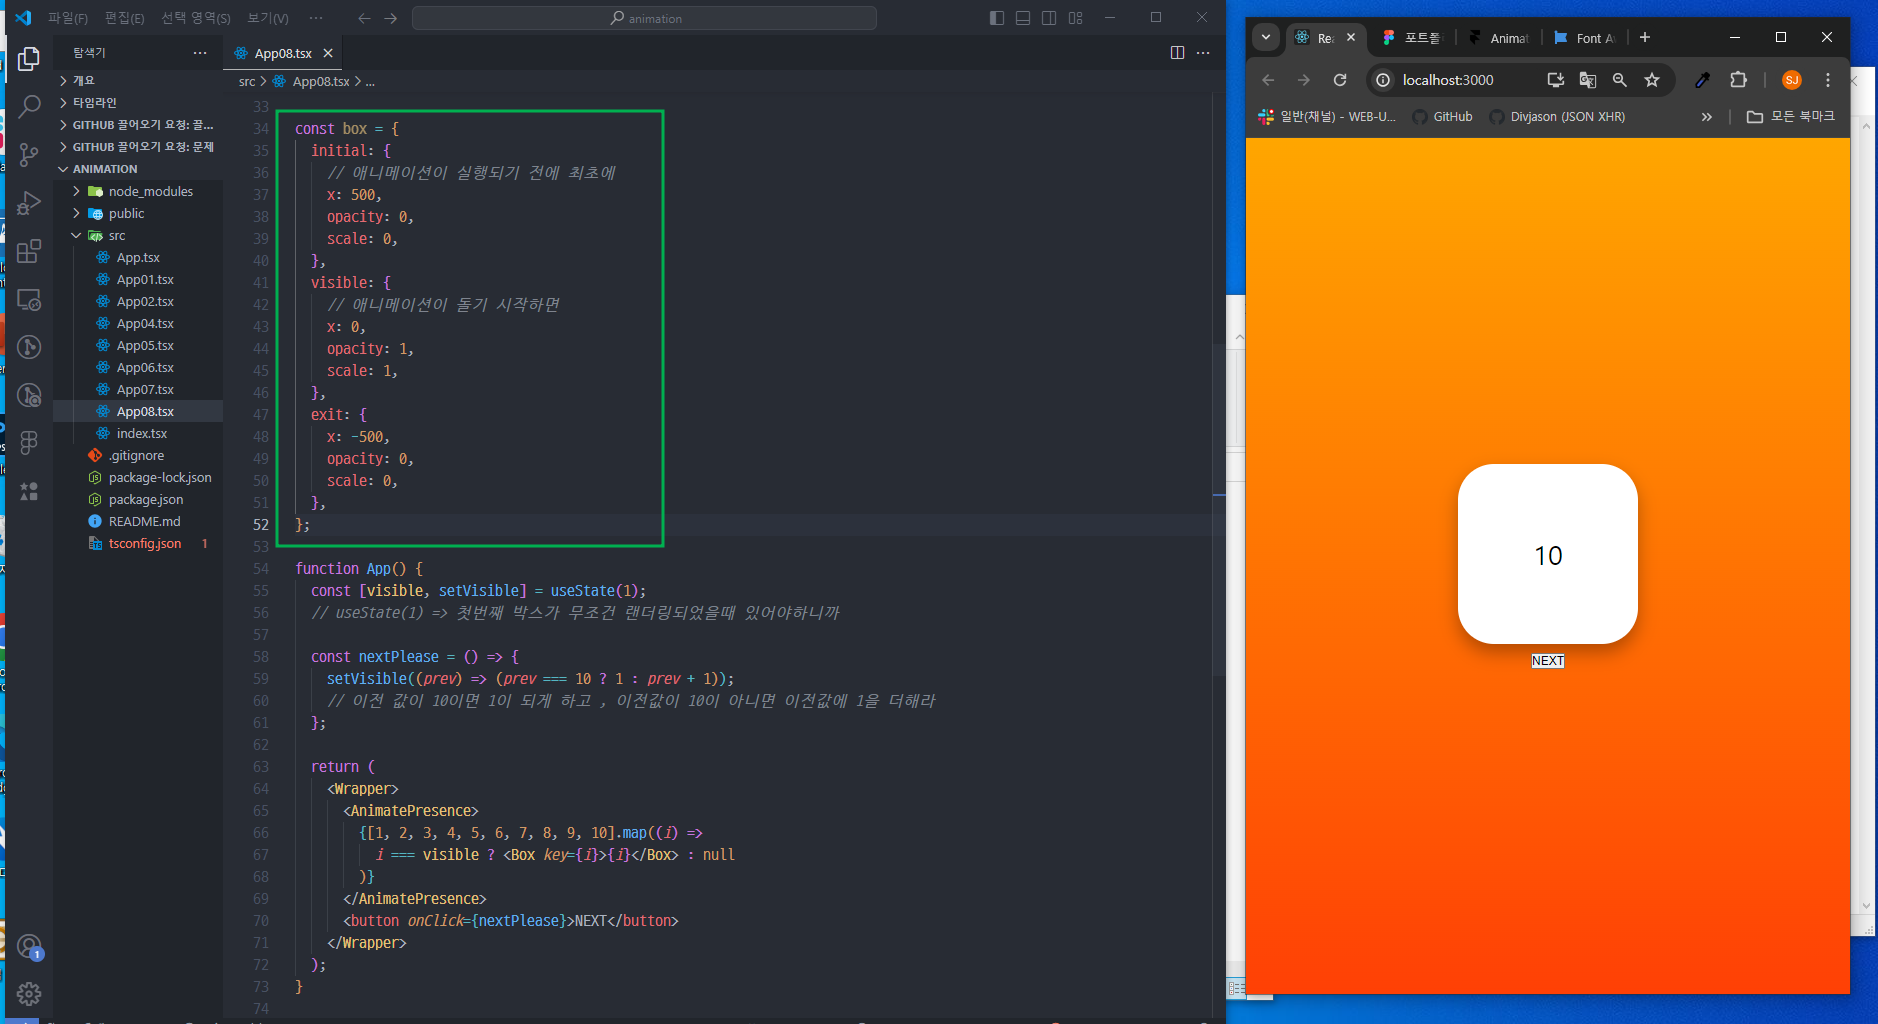 파일(F) 편집(E) 선택 영역(S) 보기(V) ··· animation
탐색기 ···
개요
타임라인
GITHUB 끌어오기 요청: 끌...
GITHUB 끌어오기 요청: 문제
ANIMATION
node_modules
public
src
App.tsx
App01.tsx
App02.tsx
App04.tsx
App05.tsx
App06.tsx
App07.tsx
App08.tsx
index.tsx
.gitignore
package-lock.json
package.json
README.md
tsconfig.json 1
1
App08.tsx
src > App08.tsx > ...
33
34 const box = {
35 initial: {
36 // 애니메이션이 실행되기 전에 최초에
37 x: 500,
38 opacity: 0,
39 scale: 0,
40 },
41 visible: {
42 // 애니메이션이 돌기 시작하면
43 x: 0,
44 opacity: 1,
45 scale: 1,
46 },
47 exit: {
48 x: -500,
49 opacity: 0,
50 scale: 0,
51 },
52 };
53
54 function App() {
55 const [visible, setVisible] = useState(1);
56 // useState(1) => 첫번째 박스가 무조건 랜더링되었을때 있어야하니까
57
58 const nextPlease = () => {
59 setVisible((prev) => (prev === 10 ? 1 : prev + 1));
60 // 이전 값이 10이면 1이 되게 하고 , 이전값이 10이 아니면 이전값에 1을 더해라
61 };
62
63 return (
64 <Wrapper>
65 <AnimatePresence>
66 {[1, 2, 3, 4, 5, 6, 7, 8, 9, 10].map((i) =>
67 i === visible ? <Box key={i}>{i}</Box> : null
68 )}
69 </AnimatePresence>
70 <button onClick={nextPlease}>NEXT</button>
71 </Wrapper>
72 );
73 }
74
Rea 포트폴 Animat Font Aw
localhost:3000 SJ
일반(채널) - WEB-U... GitHub Divjason (JSON XHR) » 모든 북마크
10
NEXT